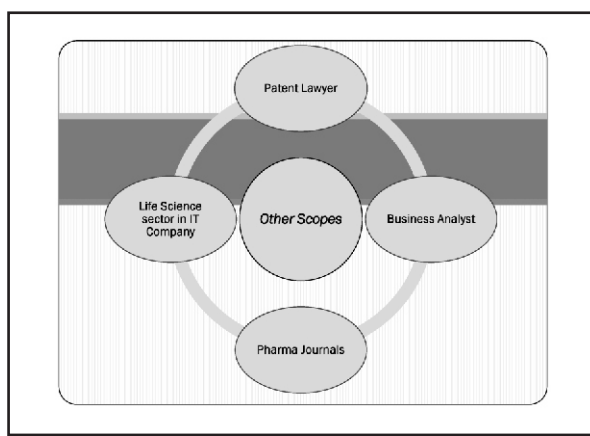 Patent Lawyer
Life Science
sector in IT
Company
Other Scopes
Business Analyst
Pharma Journals